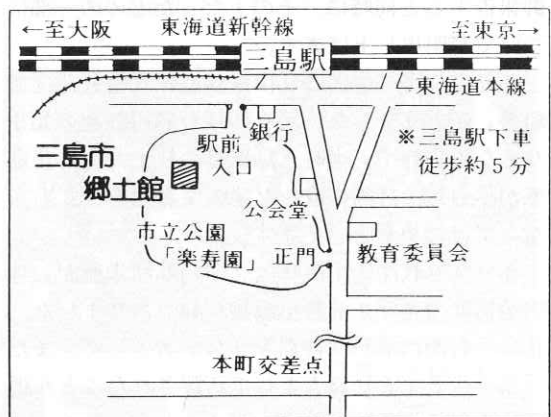 ←至大阪 東海道新幹線 至東京→
三島駅
東海道本線
銀行
駅前
入口
※三島駅下車
徒歩約5分
三島市
郷土館
公会堂
市立公園
「楽寿園」 正門
教育委員会
本町交差点